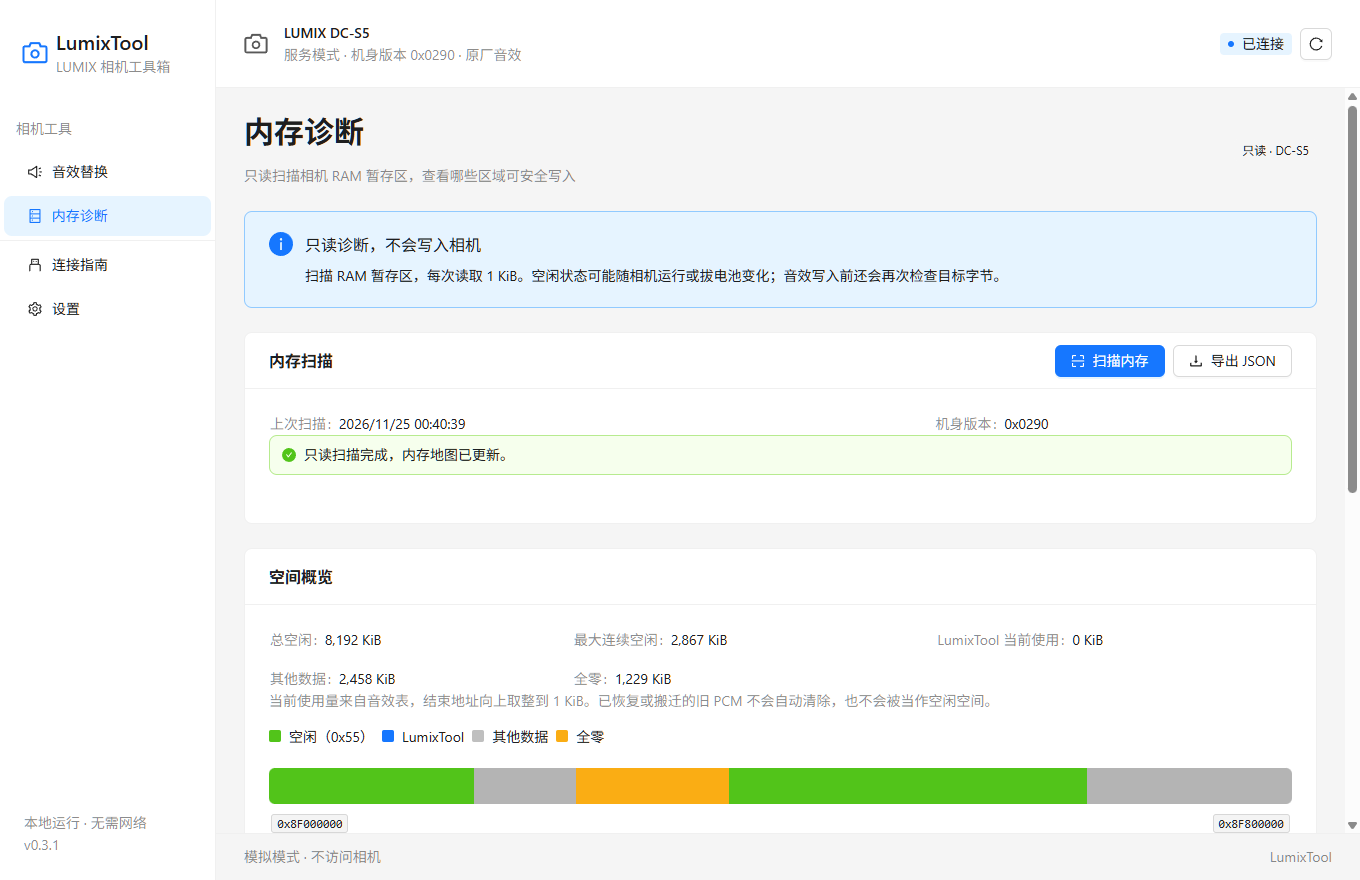 LumixTool
LUMIX 相机工具箱
相机工具
音效替换
内存诊断
连接指南
设置
本地运行 · 无需网络
v0.3.1
LUMIX DC-S5
服务模式 · 机身版本 0x0290 · 原厂音效
已连接
内存诊断
只读扫描相机 RAM 暂存区，查看哪些区域可安全写入
只读 · DC-S5
只读诊断，不会写入相机
扫描 RAM 暂存区，每次读取 1 KiB。空闲状态可能随相机运行或拔电池变化；音效写入前还会再次检查目标字节。
内存扫描
扫描内存
导出 JSON
上次扫描： 2026/11/25 00:40:39
机身版本： 0x0290
只读扫描完成，内存地图已更新。
空间概览
总空闲： 8,192 KiB
最大连续空闲： 2,867 KiB
LumixTool 当前使用： 0 KiB
其他数据： 2,458 KiB
全零： 1,229 KiB
当前使用量来自音效表，结束地址向上取整到 1 KiB。已恢复或搬迁的旧 PCM 不会自动清除，也不会被当作空闲空间。
空闲（0x55） LumixTool 其他数据 全零
0x8F000000
0x8F800000
模拟模式 · 不访问相机
LumixTool